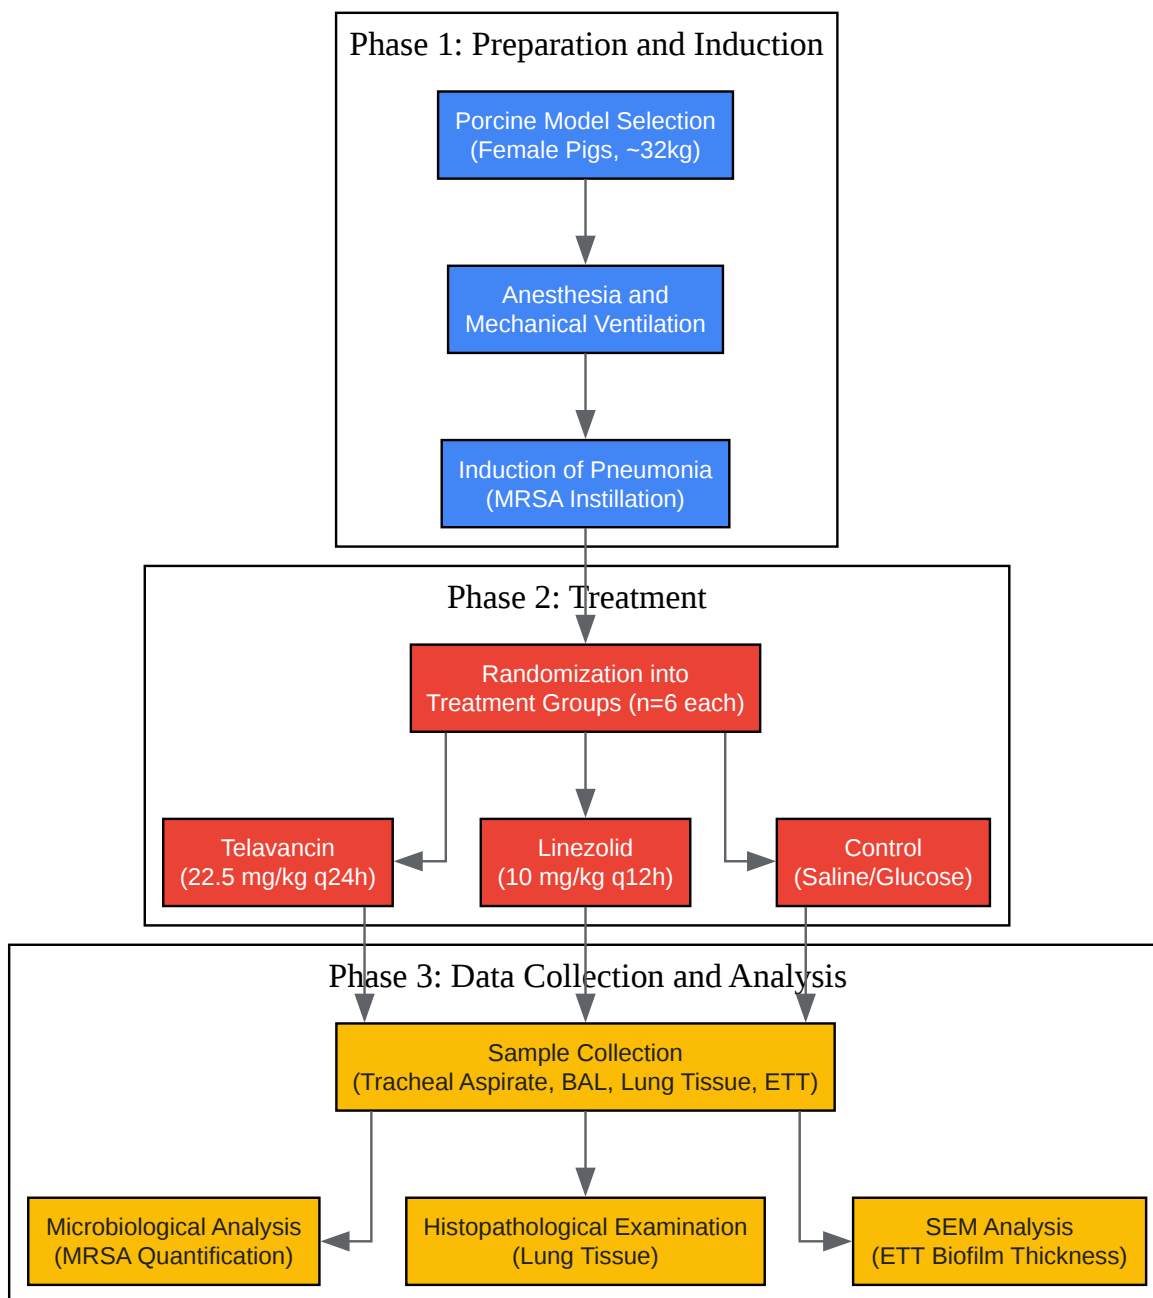 Phase 1: Preparation and Induction
Porcine Model Selection
(Female Pigs, ~32kg)
Anesthesia and
Mechanical Ventilation
Induction of Pneumonia
(MRSA Instillation)
Phase 2: Treatment
Randomization into
Treatment Groups (n=6 each)
Telavancin
(22.5 mg/kg q24h)
Linezolid
(10 mg/kg q12h)
Control
(Saline/Glucose)
Phase 3: Data Collection and Analysis
Sample Collection
(Tracheal Aspirate, BAL, Lung Tissue, ETT)
Microbiological Analysis
(MRSA Quantification)
Histopathological Examination
(Lung Tissue)
SEM Analysis
(ETT Biofilm Thickness)